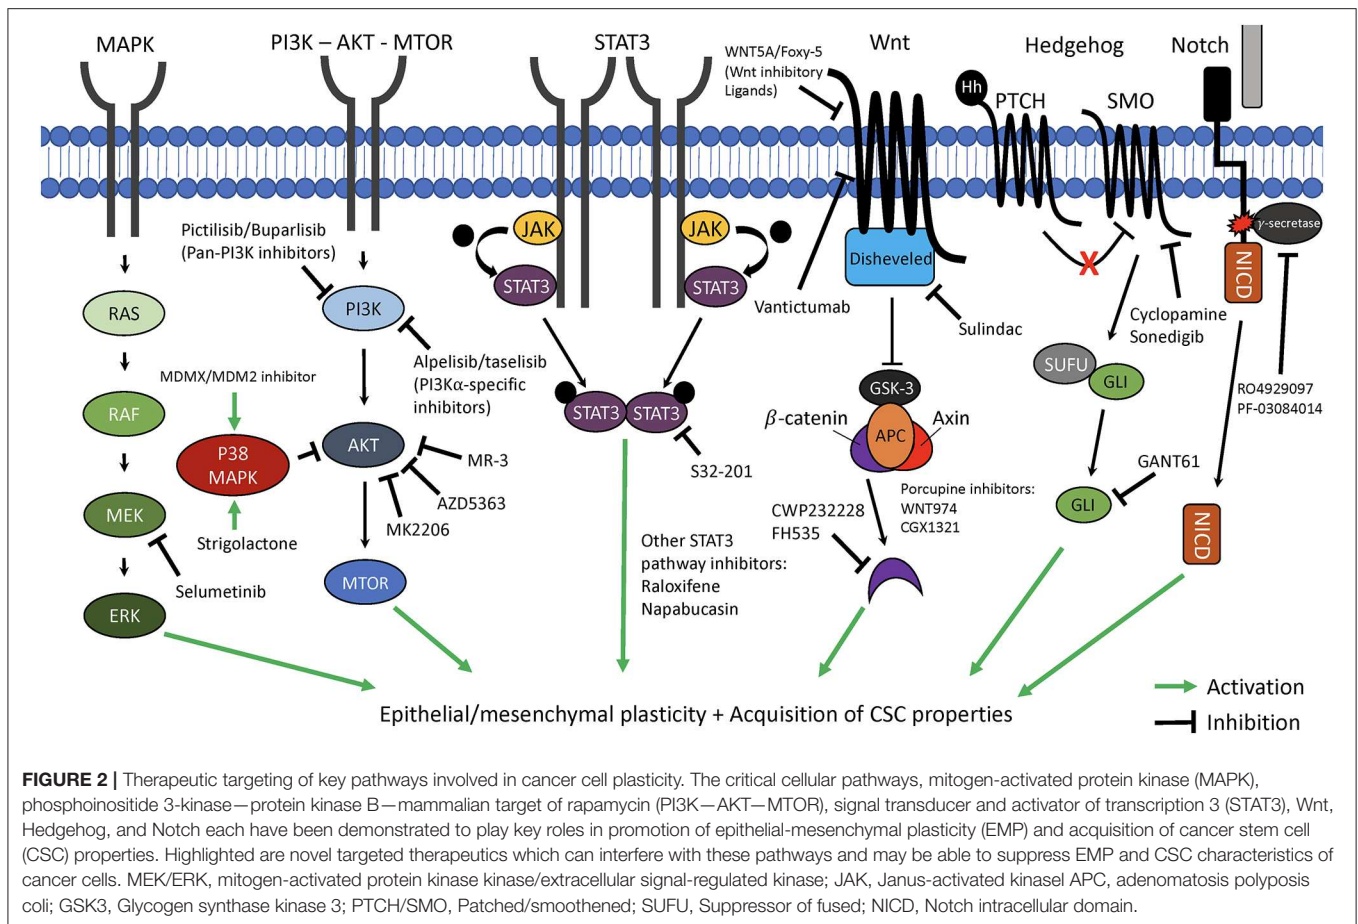 MAPK
PI3K – AKT - MTOR
STAT3
WNT5A/Foxy-5
(Wnt inhibitory
Ligands)
Wnt
Hedgehog
Notch
Hh
PTCH
SMO
Pictilisib/Buparlisib
(Pan-PI3K inhibitors)
JAK
JAK
STAT3
STAT3
Disheveled
γ-secretase
NICD
RAS
PI3K
Vantictumab
Sulindac
Cyclopamine
Sonedigib
X
MDMX/MDM2 inhibitor
Alpelisib/taselisib
(PI3Kα-specific
inhibitors)
SUFU
GLI
RO4929097
PF-03084014
RAF
P38
MAPK
AKT
MR-3
AZD5363
MK2206
STAT3
STAT3
S32-201
GSK-3
β-catenin
Axin
APC
GANT61
MEK
Strigolactone
Selumetinib
Other STAT3
pathway inhibitors:
Raloxifene
Napabucasin
CWP232228
FH535
Porcupine inhibitors:
WNT974
CGX1321
GLI
NICD
ERK
MTOR
Epithelial/mesenchymal plasticity + Acquisition of CSC properties
Activation
Inhibition
FIGURE 2 | Therapeutic targeting of key pathways involved in cancer cell plasticity. The critical cellular pathways, mitogen-activated protein kinase (MAPK),
phosphoinositide 3-kinase—protein kinase B—mammalian target of rapamycin (PI3K—AKT—MTOR), signal transducer and activator of transcription 3 (STAT3), Wnt,
Hedgehog, and Notch each have been demonstrated to play key roles in promotion of epithelial-mesenchymal plasticity (EMP) and acquisition of cancer stem cell
(CSC) properties. Highlighted are novel targeted therapeutics which can interfere with these pathways and may be able to suppress EMP and CSC characteristics of
cancer cells. MEK/ERK, mitogen-activated protein kinase kinase/extracellular signal-regulated kinase; JAK, Janus-activated kinasel APC, adenomatosis polyposis
coli; GSK3, Glycogen synthase kinase 3; PTCH/SMO, Patched/smoothened; SUFU, Suppressor of fused; NICD, Notch intracellular domain.